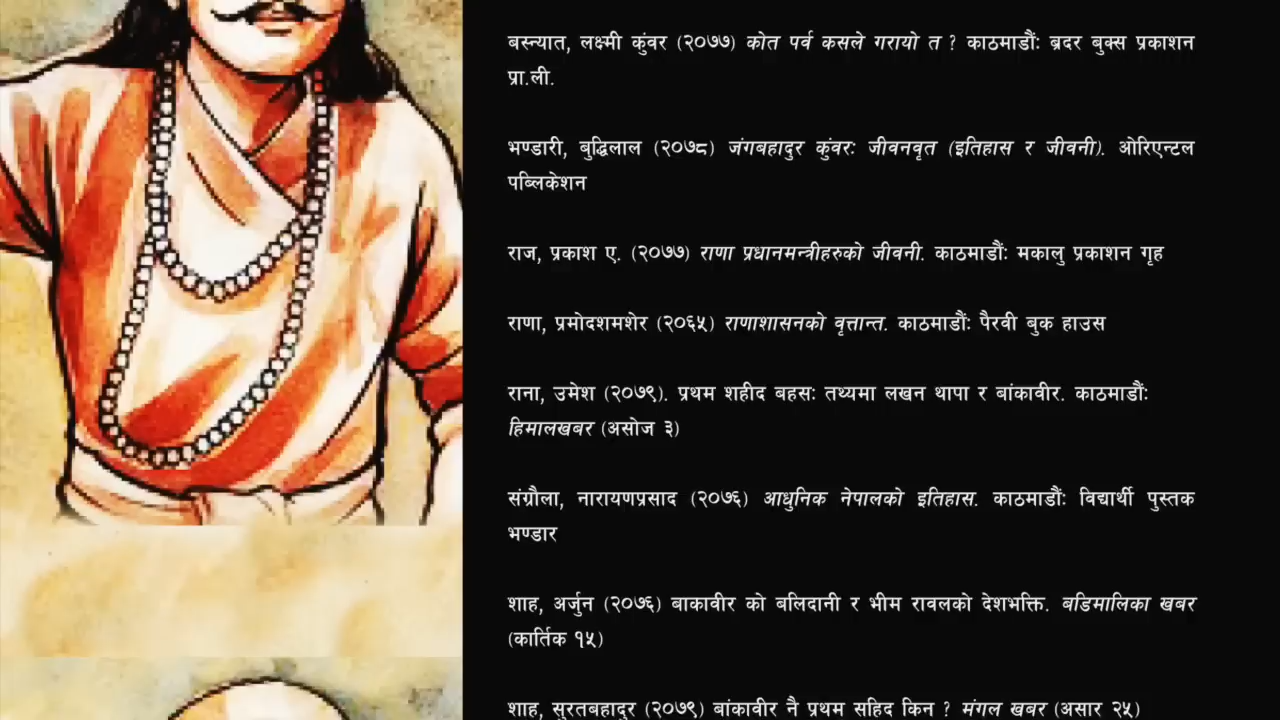 बस्न्यात, लक्ष्मी कुंवर (२०७७) कोत पर्व कसले गरायो त ? काठमाडौंः ब्रदर बुक्स प्रकाशन
प्रा.ली.
भण्डारी, बुद्धिलाल (२०७८) जंगबहादुर कुंवरः जीवनवृत (इतिहास र जीवनी). ओरिएन्टल
पब्लिकेशन
राज, प्रकाश ए. (२०७७) राणा प्रधानमन्त्रीहरुको जीवनी. काठमाडौंः मकालु प्रकाशन गृह
राणा, प्रमोदशमशेर (२०६५) राणाशासनको वृत्तान्त. काठमाडौंः पैरवी बुक हाउस
राना, उमेश (२०७९). प्रथम शहीद बहसः तथ्यमा लखन थापा र बांकावीर. काठमाडौंः
हिमालखबर (असोज ३)
संग्रौला, नारायणप्रसाद (२०७६) आधुनिक नेपालको इतिहास. काठमाडौंः विद्यार्थी पुस्तक
भण्डार
शाह, अर्जुन (२०७६) बाकावीर को बलिदानी र भीम रावलको देशभक्ति. बडिमालिका खबर
(कार्तिक १५)
शाह, सुरतबहादुर (२०७९) बांकावीर नै प्रथम सहिद किन ? मंगल खबर (असार २५)